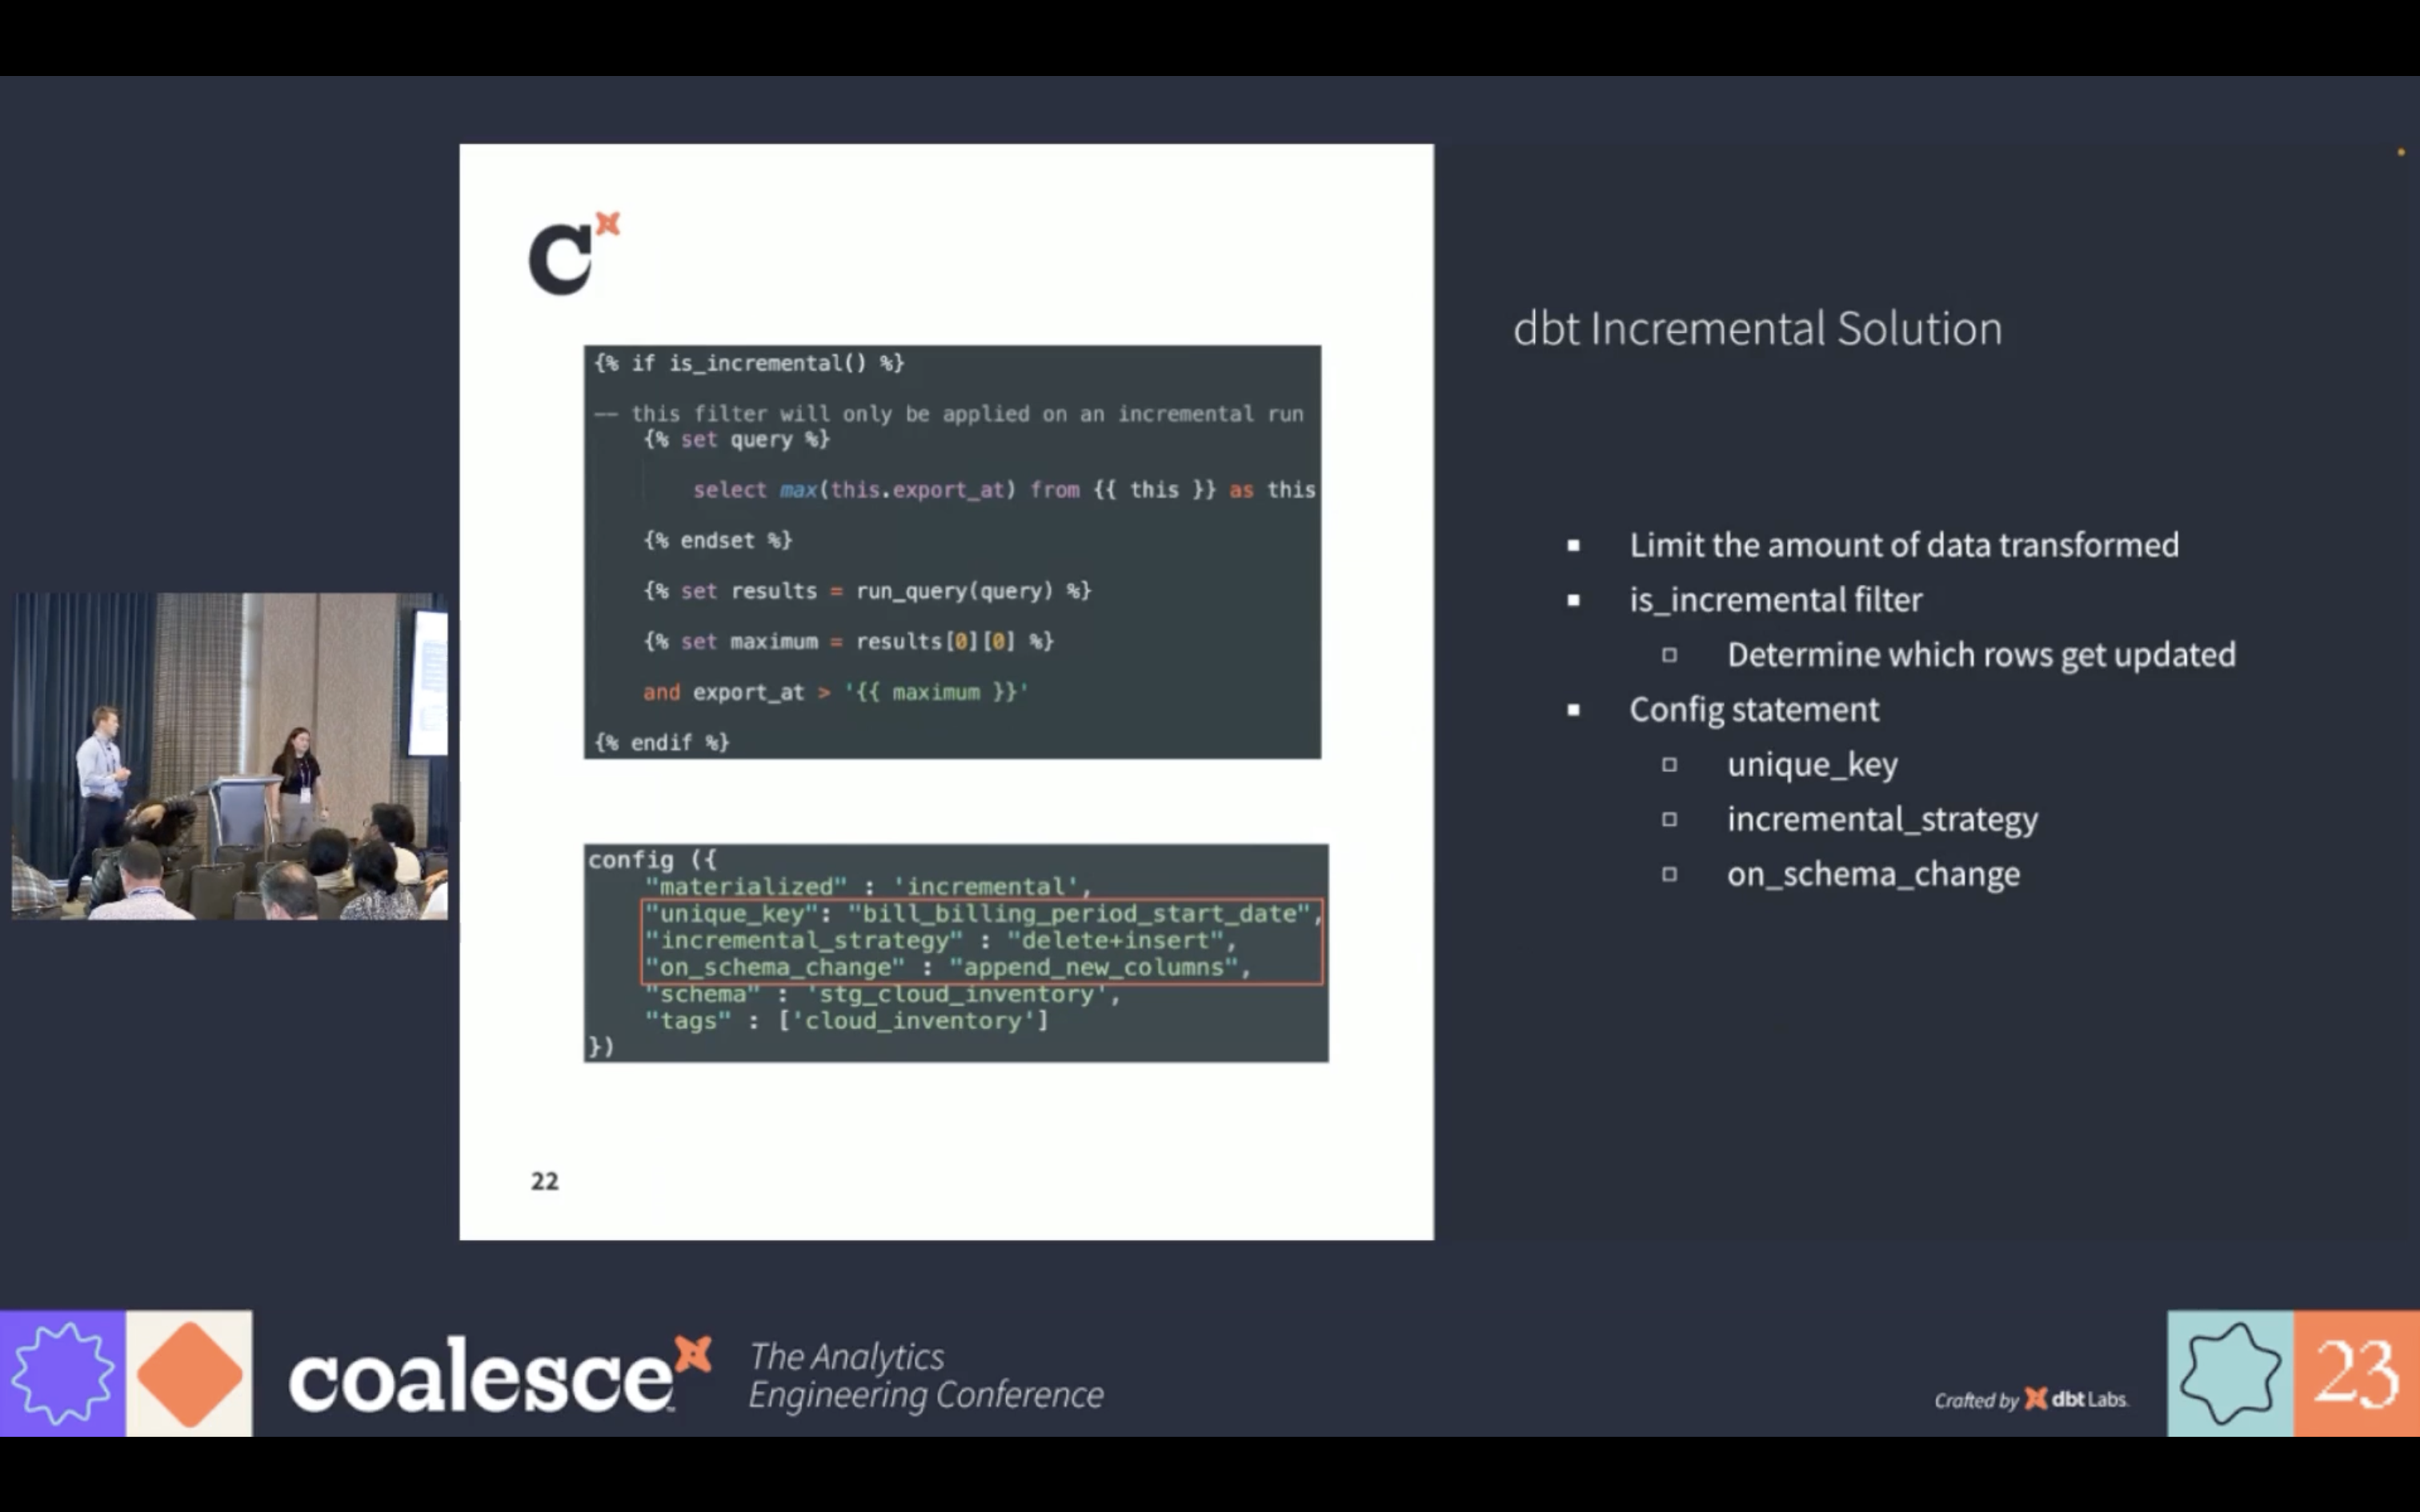 C
{% if is_incremental() %}
-- this filter will only be applied on an incremental run
{% set query %}
select max(this.export_at) from {{ this }} as this
{% endset %}
{% set results = run_query(query) %}
{% set maximum = results[0][0] %}
and export_at > '{{ maximum }}'
{% endif %}
config ({
"materialized" : 'incremental',
"unique_key": "bill_billing_period_start_date",
"incremental_strategy" : "delete+insert",
"on_schema_change" : "append_new_columns",
"schema" : 'stg_cloud_inventory',
"tags" : ['cloud_inventory']
})
22
dbt Incremental Solution
Limit the amount of data transformed
is_incremental filter
Determine which rows get updated
Config statement
unique_key
incremental_strategy
on_schema_change
coalesce
The Analytics
Engineering Conference
Crafted by dbt Labs
23